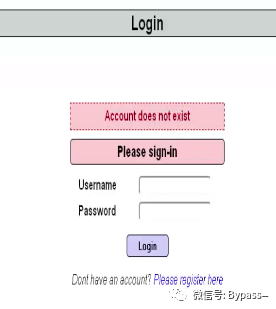 Login
Account does not exist
Please sign-in
Username
Password
Login
Dont have an account? Please register here
微信号: Bypass--